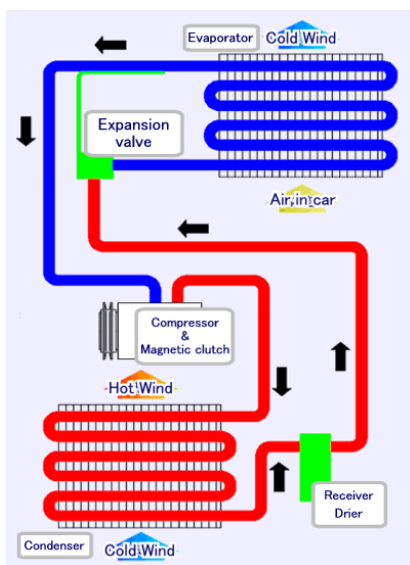 Evaporator
Cold Wind
Expansion
valve
Air in car
Compressor
&
Magnetic clutch
Hot Wind
Receiver
Drier
Condenser
Cold Wind